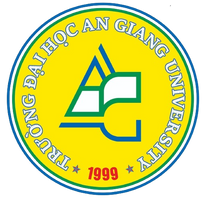 TRƯỜNG ĐẠI HỌC AN GIANG UNIVERSITY
★ 1999 ★